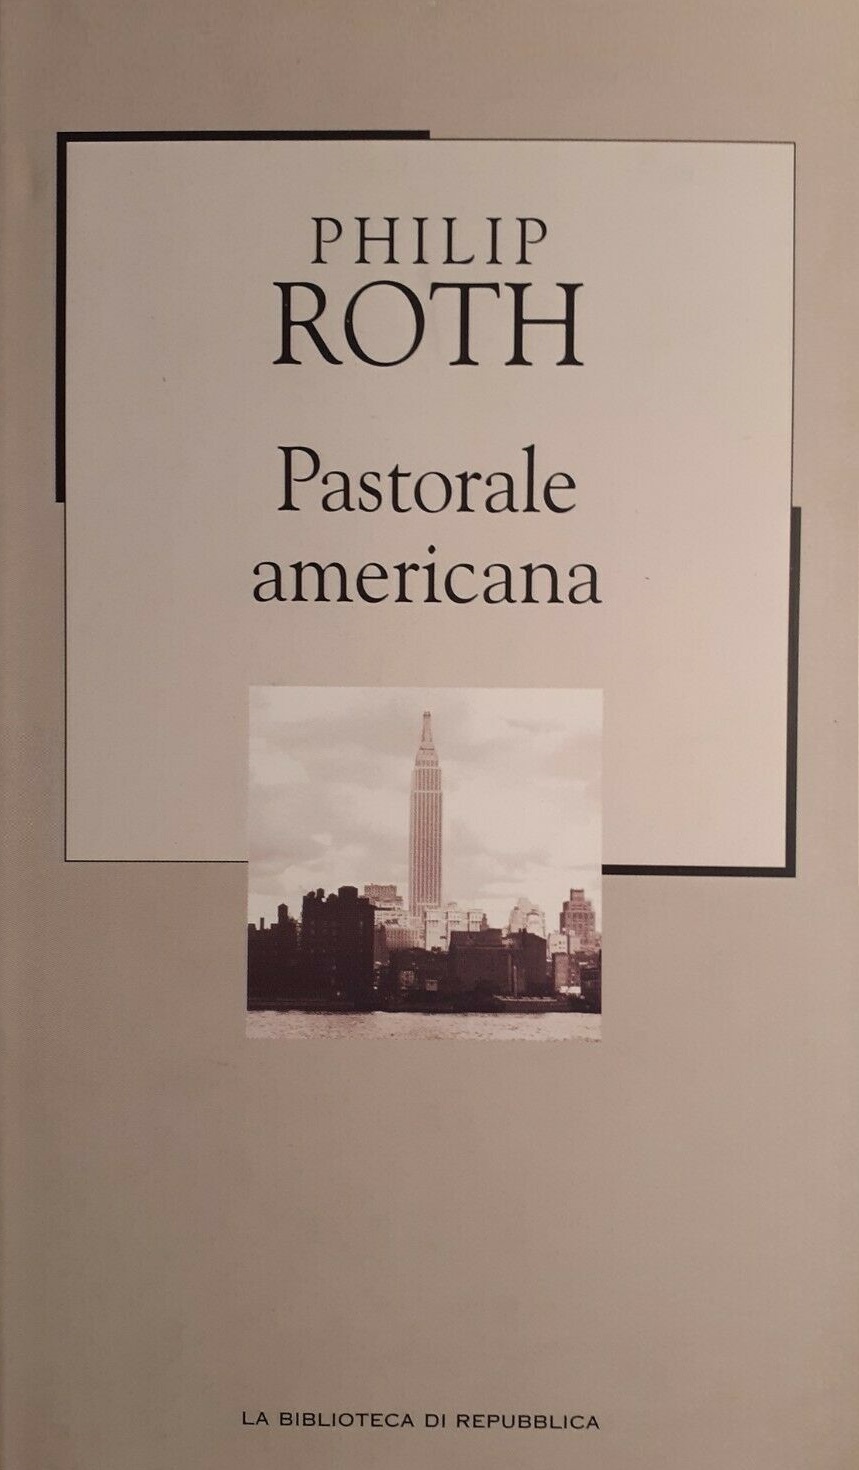 PHILIP
ROTH
Pastorale
americana
LA BIBLIOTECA DI REPUBBLICA